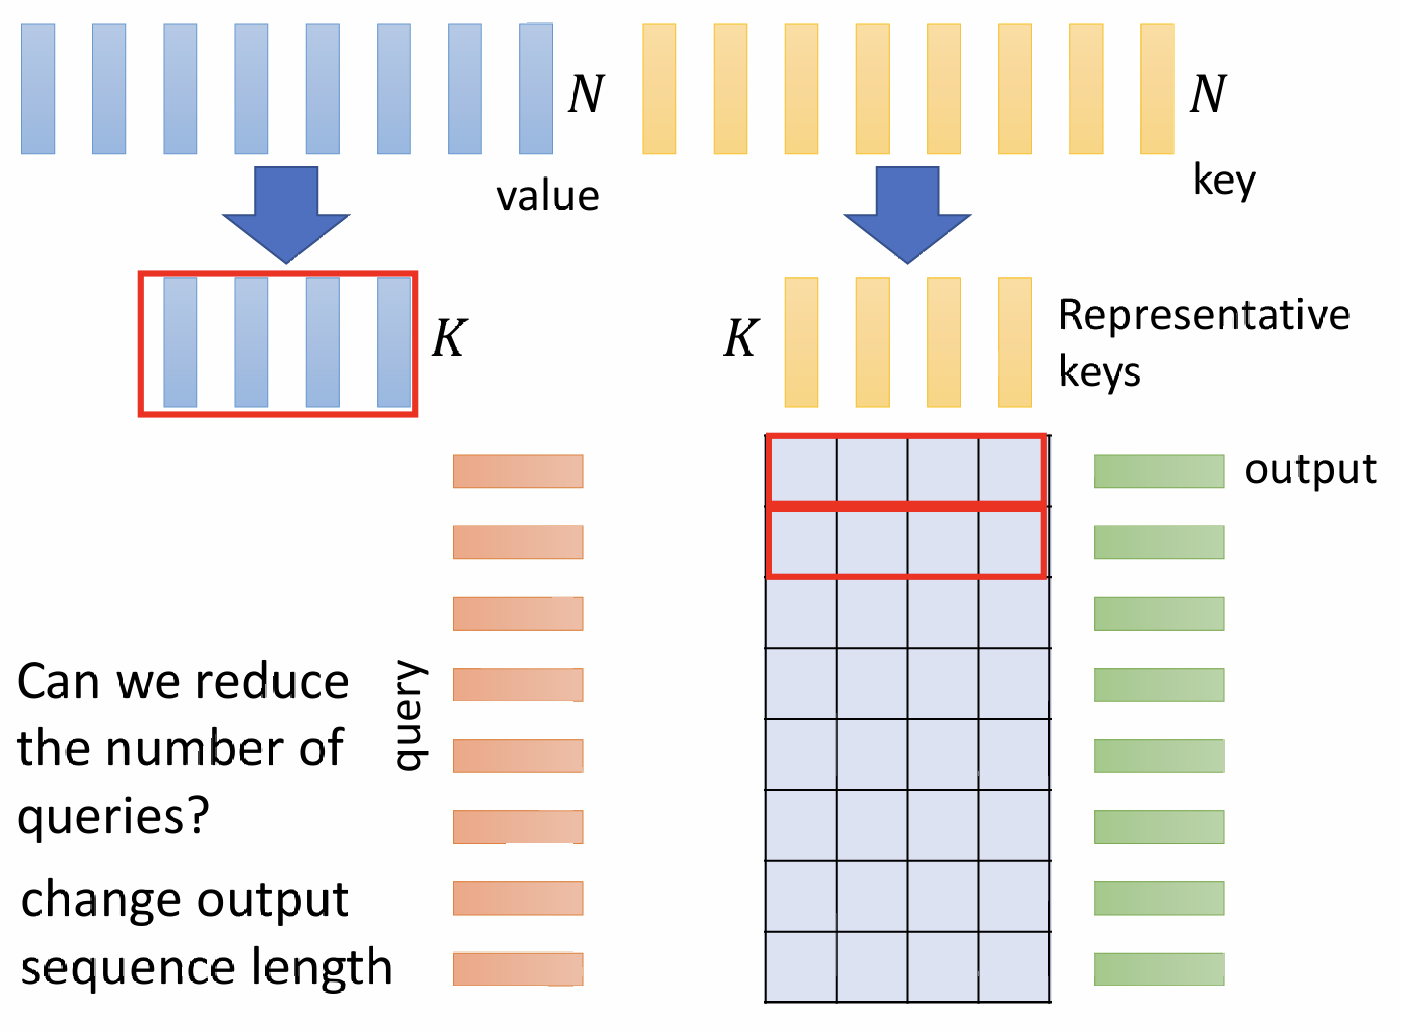 N
N
value
key
K
K
Representative
keys
output
query
Can we reduce
the number of
queries?
change output
sequence length